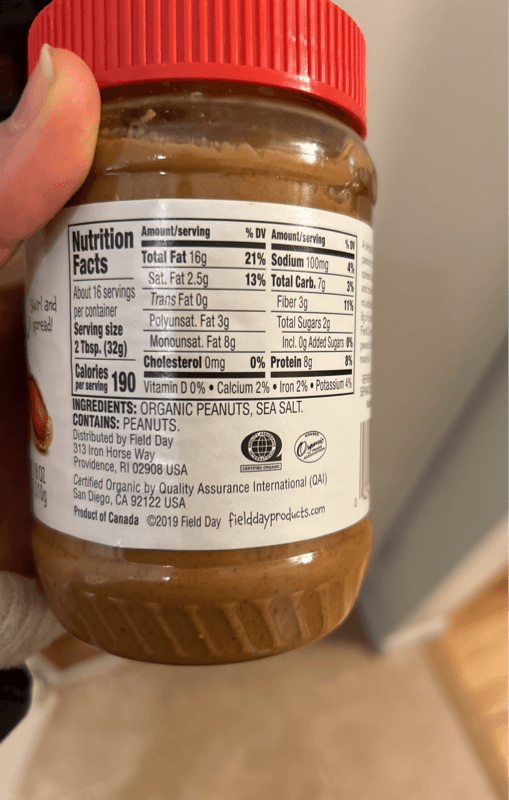 Swirl and
spread!
Nutrition
Facts
About 16 servings
per container
Serving size
2 Tbsp. (32g)
Calories
per serving 190
Amount/serving % DV
Total Fat 16g 21%
Sat. Fat 2.5g 13%
Trans Fat 0g
Polyunsat. Fat 3g
Monounsat. Fat 8g
Cholesterol 0mg 0%
Amount/serving % DV
Sodium 100mg 4%
Total Carb. 7g 3%
Fiber 3g 11%
Total Sugars 2g
Incl. 0g Added Sugars 0%
Protein 8g 8%
Vitamin D 0% • Calcium 2% • Iron 2% • Potassium 4%
INGREDIENTS: ORGANIC PEANUTS, SEA SALT.
CONTAINS: PEANUTS.
Distributed by Field Day
313 Iron Horse Way
Providence, RI 02908 USA
CERTIFIED ORGANIC
Organic
Certified Organic by Quality Assurance International (QAI)
San Diego, CA 92122 USA
Product of Canada ©2019 Field Day fielddayproducts.com